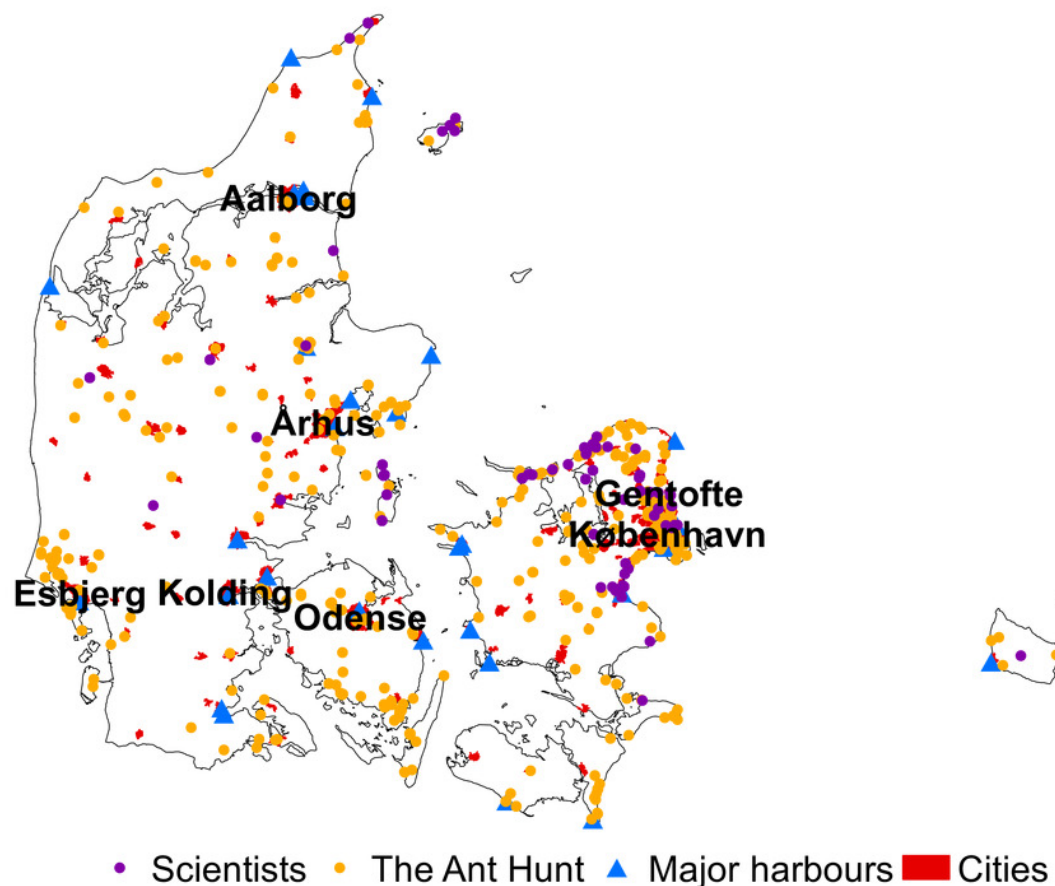 Aalborg
Århus
Gentofte
København
Esbjerg Kolding
Odense
Scientists The Ant Hunt Major harbours Cities